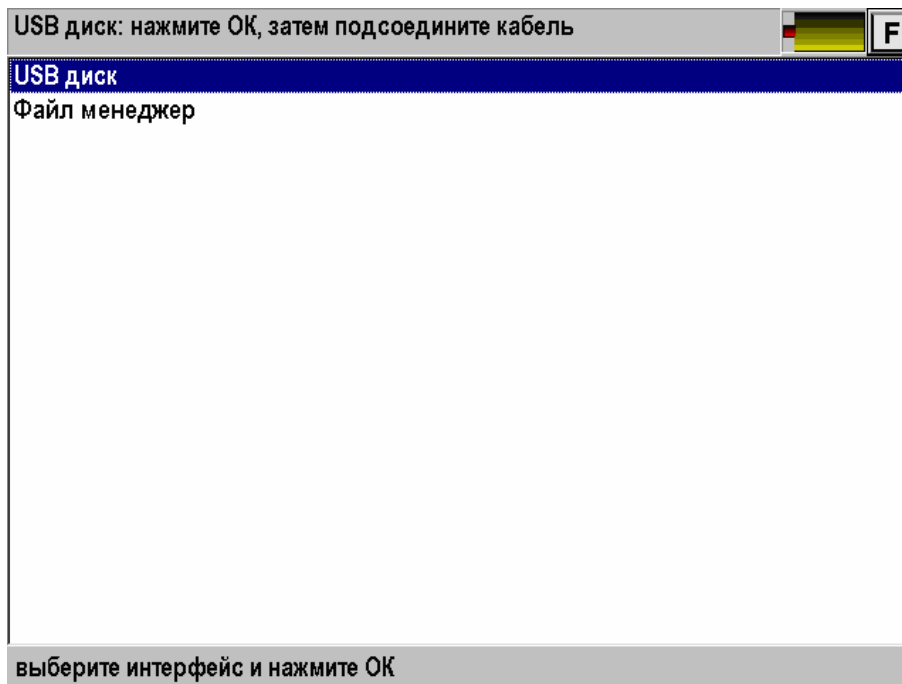 USB диск: нажмите ОК, затем подсоедините кабель
F
USB диск
Файл менеджер
выберите интерфейс и нажмите ОК